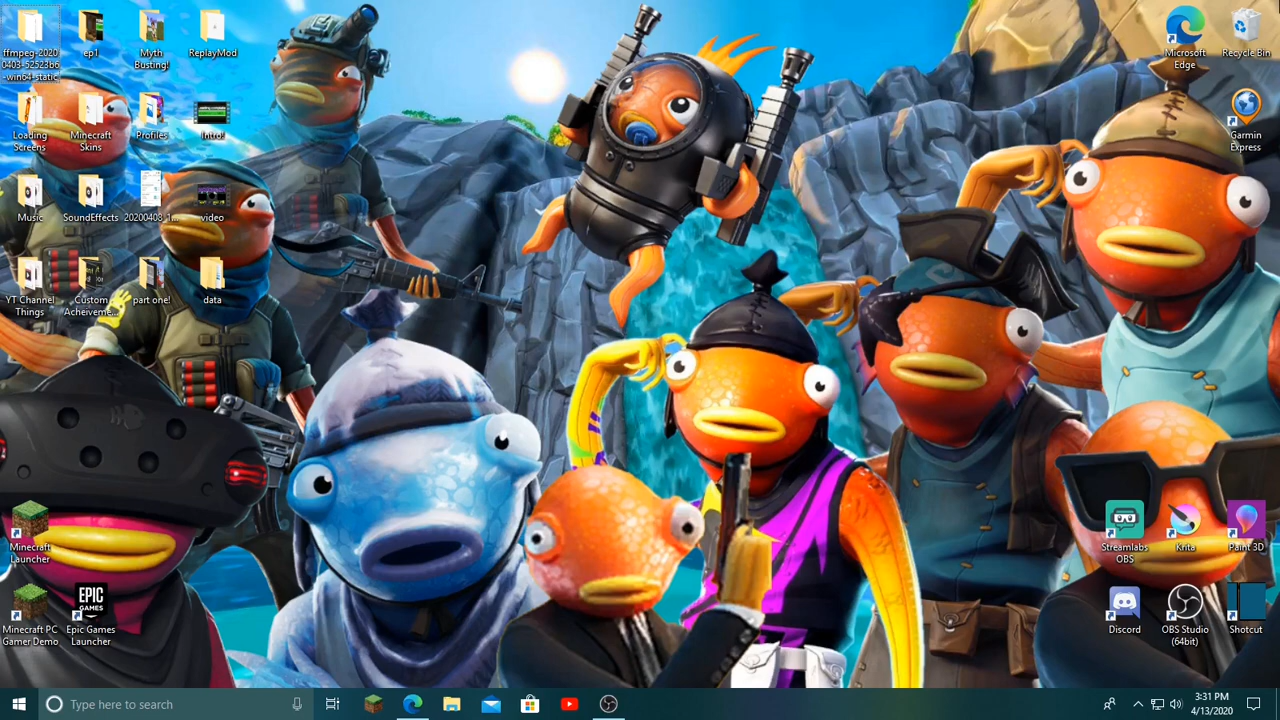 ffmpeg-2020
0403-52523b6
-win64-static
ep1
Myth
Busting!
ReplayMod
Microsoft
Edge
Recycle Bin
Loading
Screens
Minecraft
Skins
Profiles
Intro!
Garmin
Express
Music
SoundEffects
20200408_1...
video
YT Channel
Things
Custom
Acheiveme...
part one!
data
Minecraft
Launcher
Streamlabs
OBS
Krita
Paint 3D
EPIC
GAMES
Minecraft PC
Gamer Demo
Epic Games
Launcher
Discord
OBS Studio
(64bit)
Shotcut
Type here to search
3:31 PM
4/13/2020